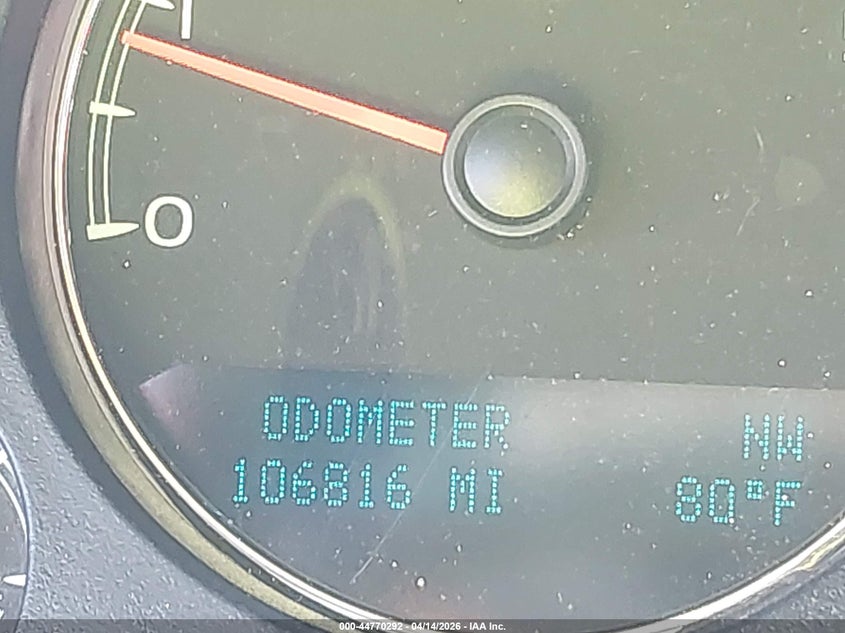 1
0
ODOMETER NW
106816 MI 80°F
000-44770292 - 04/14/2026 - IAA Inc.